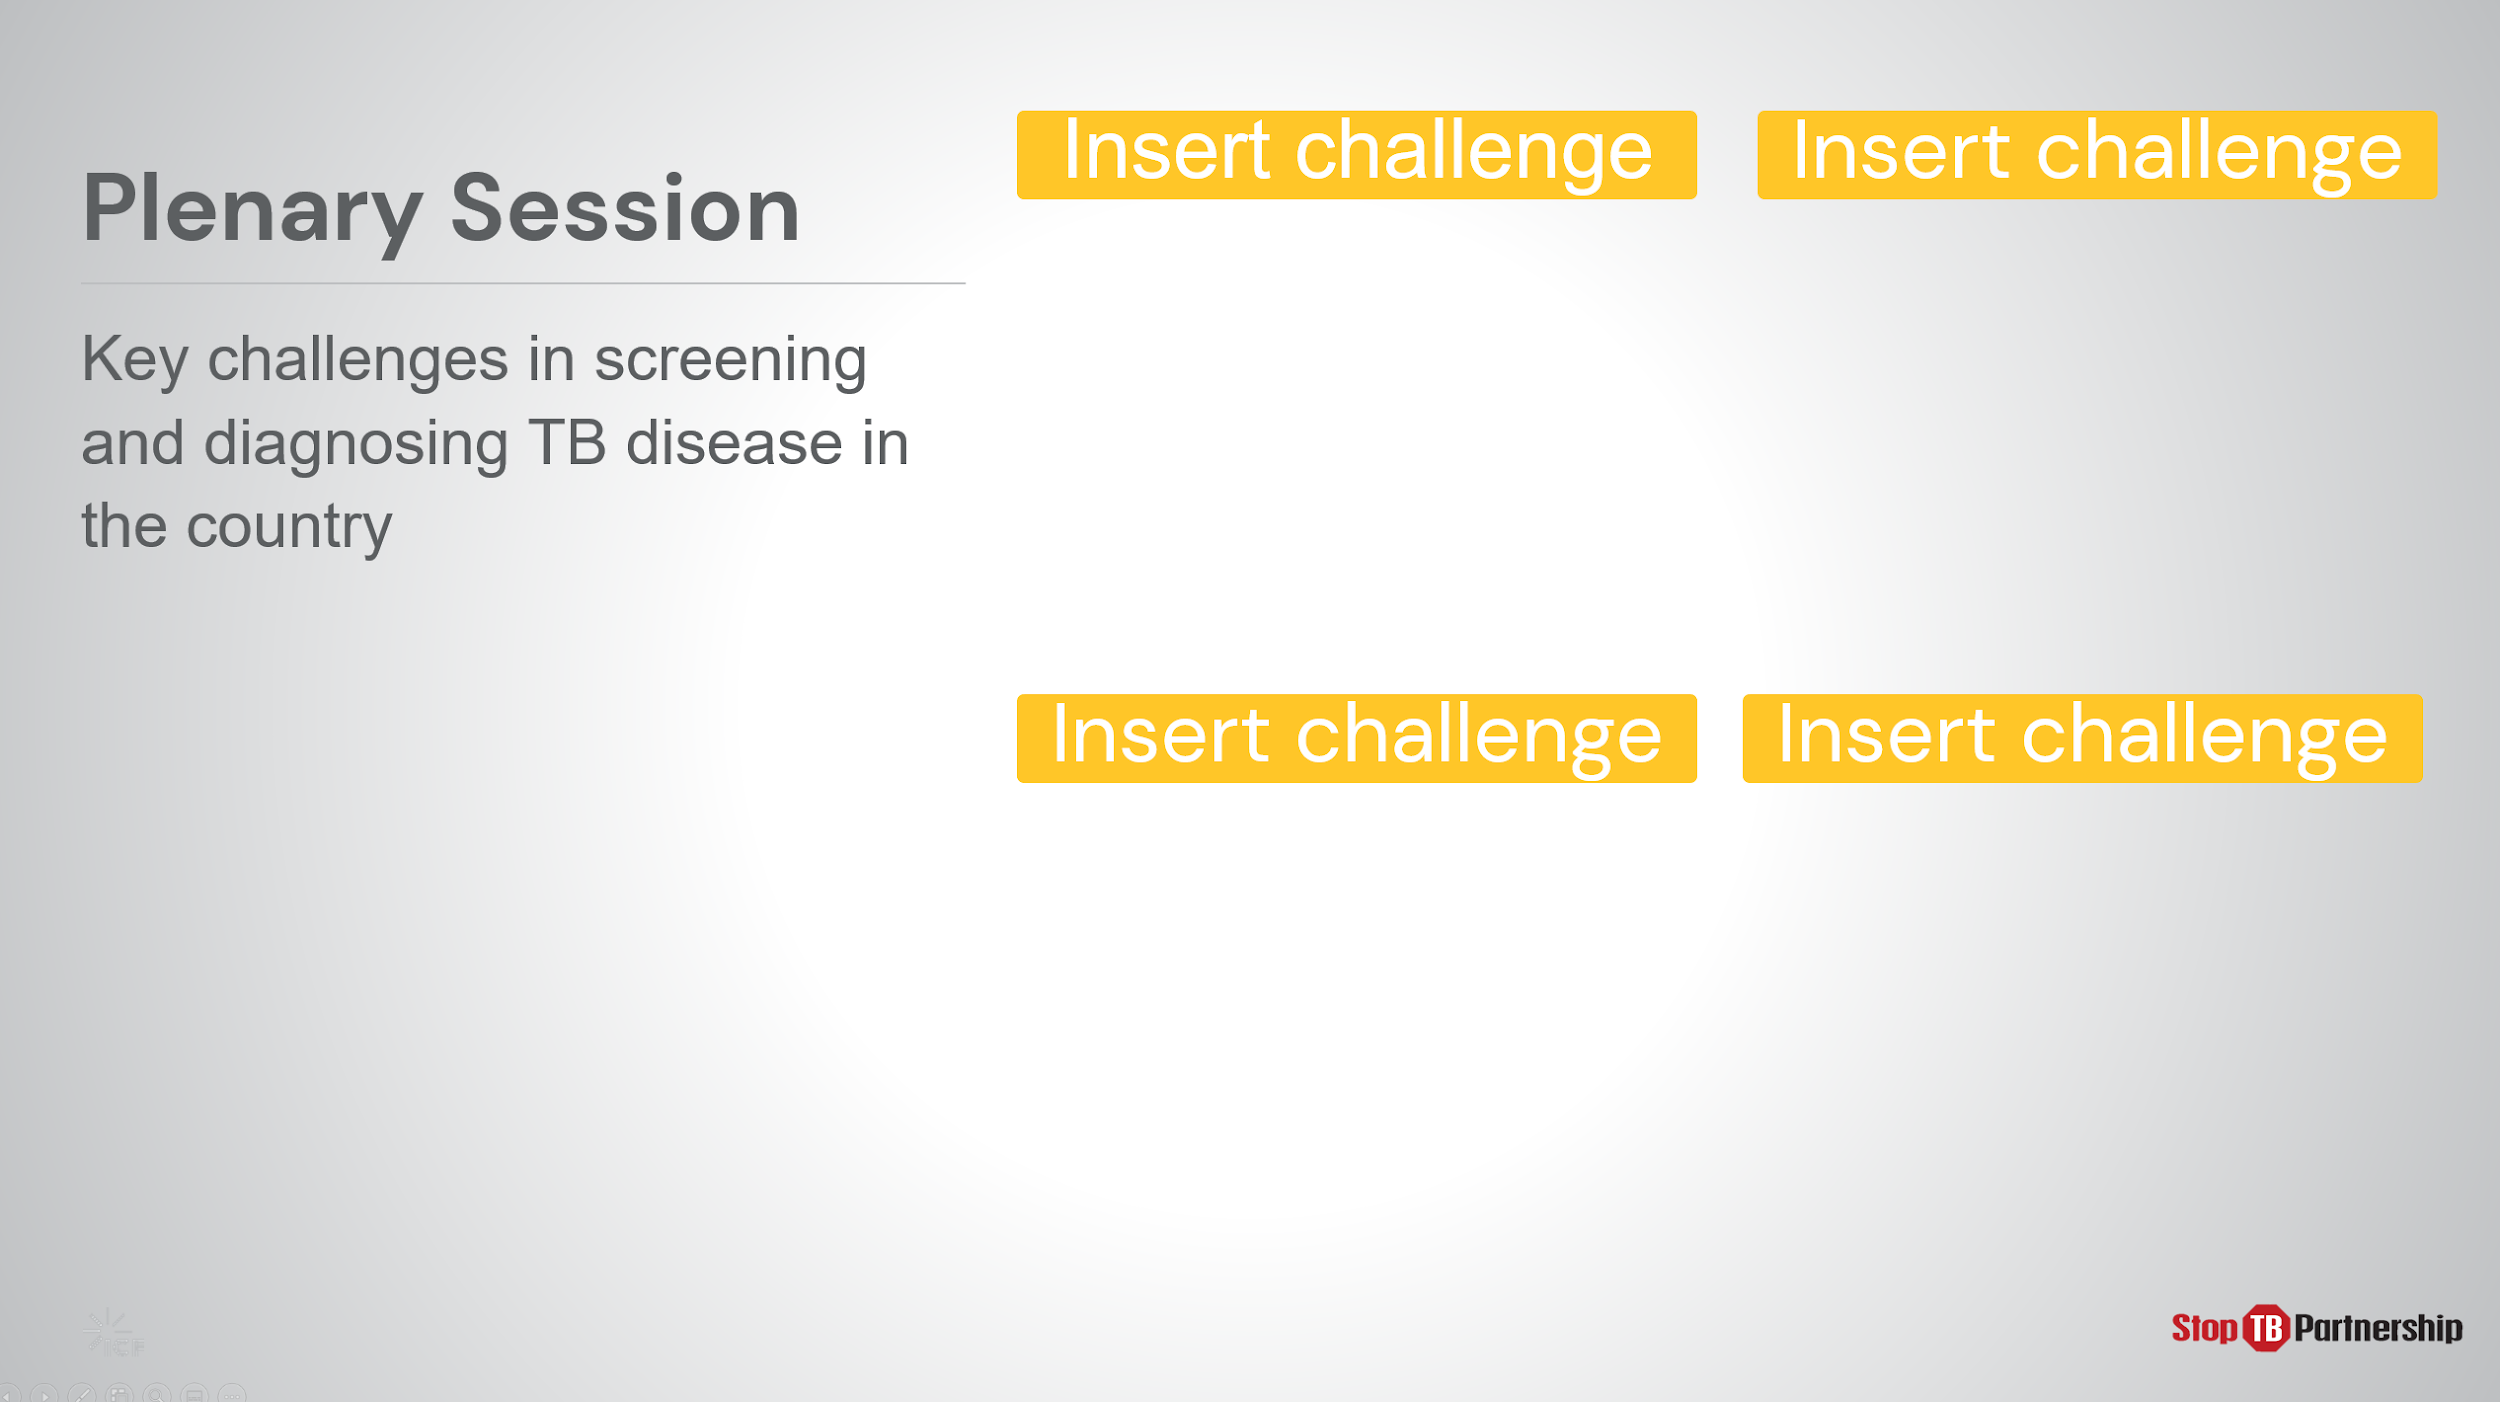 Plenary Session
Key challenges in screening
and diagnosing TB disease in
the country
Insert challenge
Insert challenge
Insert challenge
Insert challenge
Stop TB Partnership
ICF